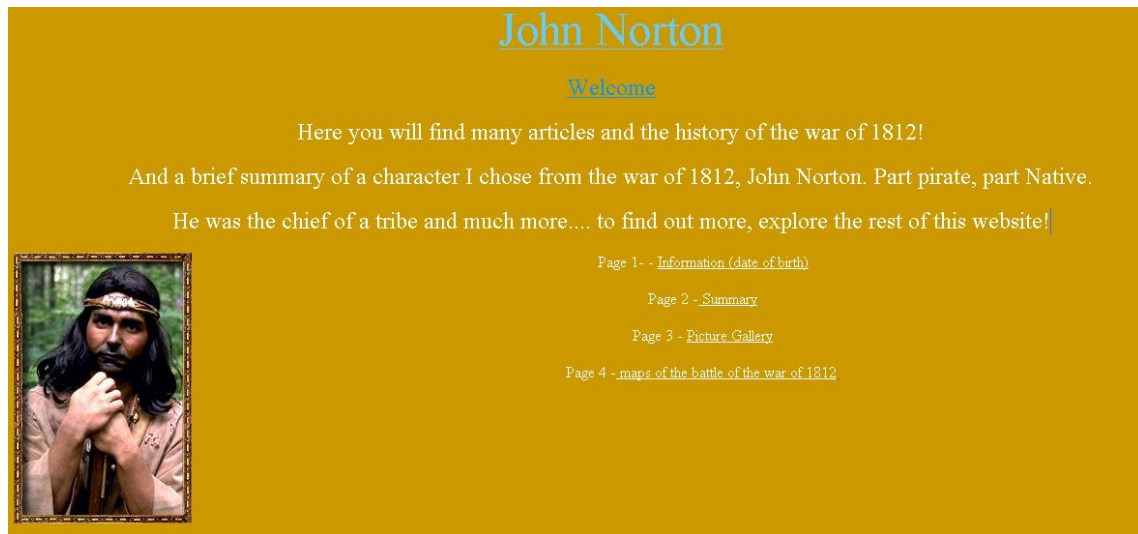 John Norton
Welcome
Here you will find many articles and the history of the war of 1812!
And a brief summary of a character I chose from the war of 1812, John Norton. Part pirate, part Native.
He was the chief of a tribe and much more.... to find out more, explore the rest of this website!
Page 1- - Information (date of birth)
Page 2 - Summary
Page 3 - Picture Gallery
Page 4 - maps of the battle of the war of 1812